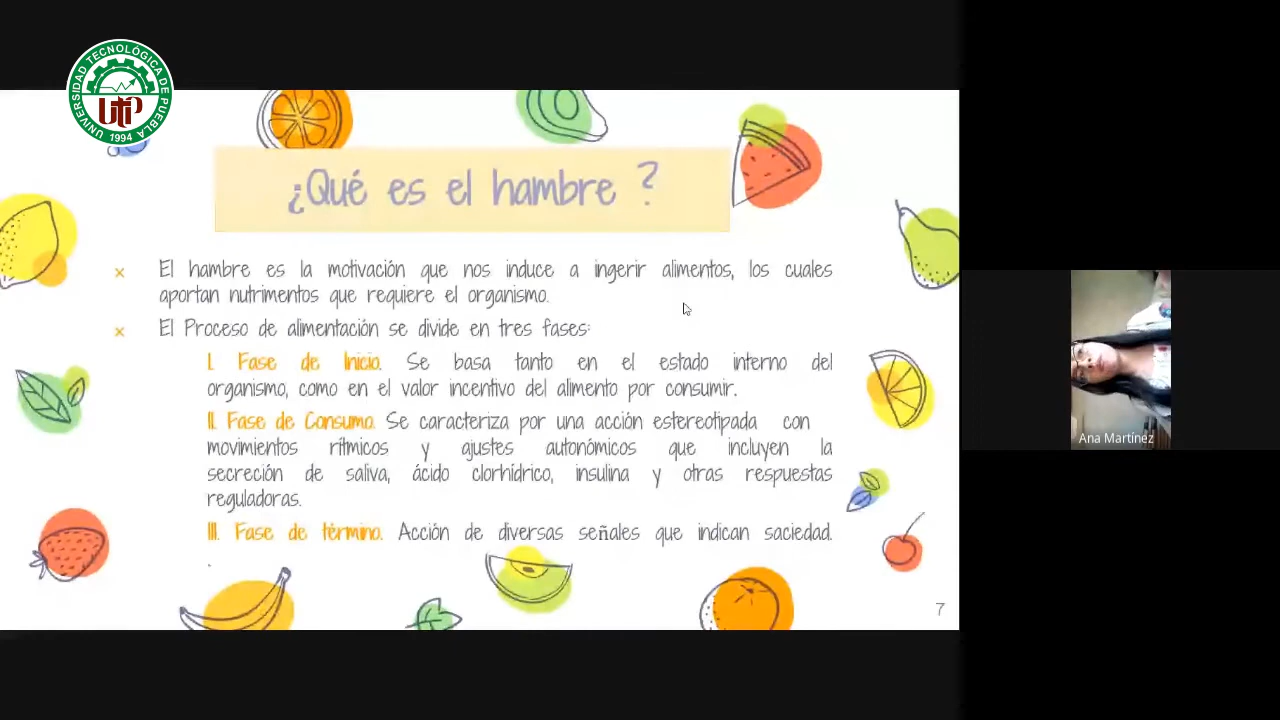 UNIVERSIDAD TECNOLÓGICA DE PUEBLA
UTP
1994
¿Qué es el hambre ?
x El hambre es la motivación que nos induce a ingerir alimentos, los cuales
aportan nutrimentos que requiere el organismo.
x El Proceso de alimentación se divide en tres fases:
I. Fase de Inicio. Se basa tanto en el estado interno del
organismo, como en el valor incentivo del alimento por consumir.
II. Fase de Consumo. Se caracteriza por una acción estereotipada con
movimientos rítmicos y ajustes autonómicos que incluyen la
secreción de saliva, ácido clorhídrico, insulina y otras respuestas
reguladoras.
III. Fase de término. Acción de diversas señales que indican saciedad.
.
7
Ana Martínez